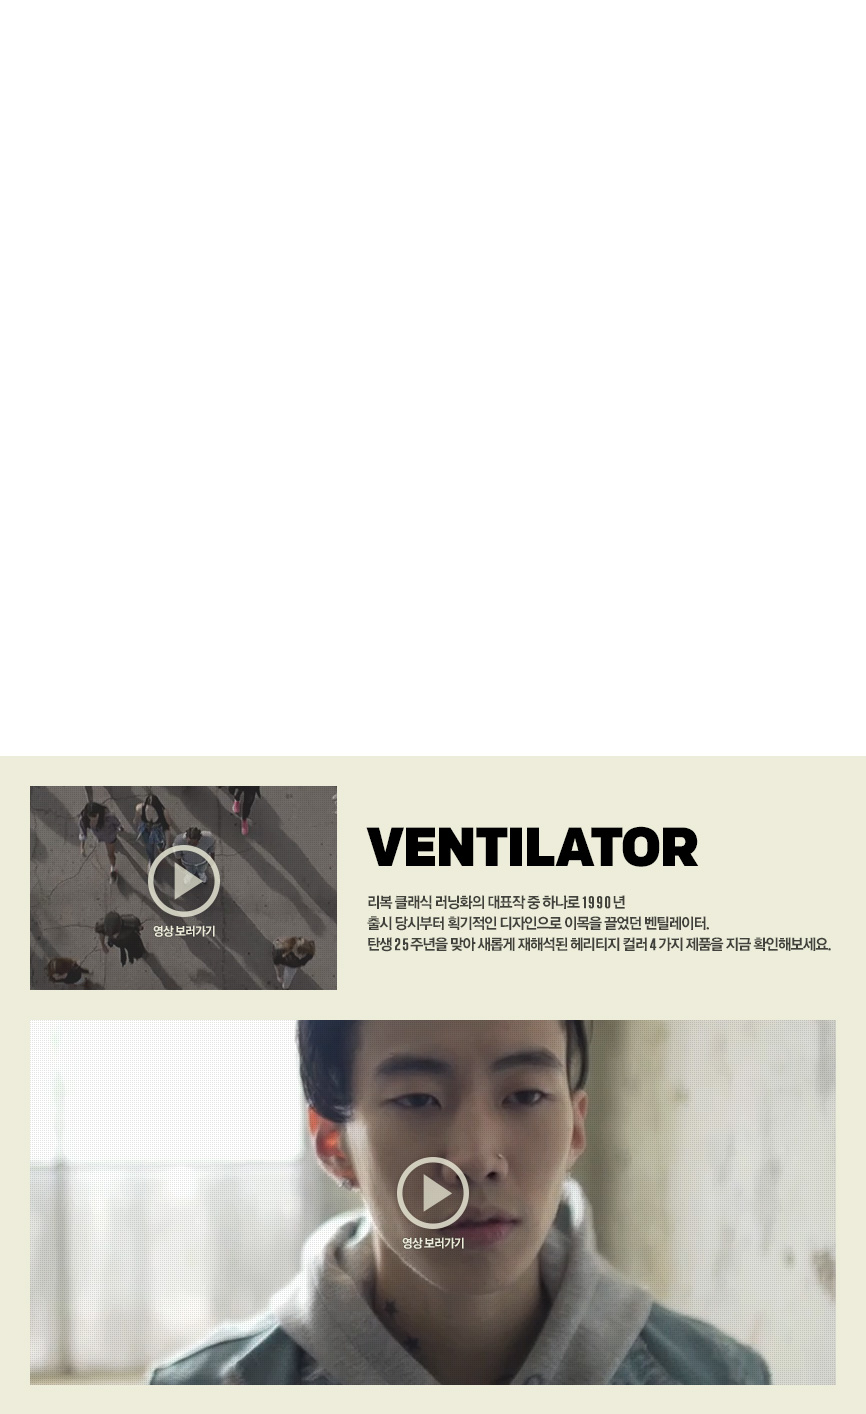 영상 보러가기
VENTILATOR
리복 클래식 러닝화의 대표작 중 하나로 1990년
출시 당시부터 획기적인 디자인으로 이목을 끌었던 벤틸레이터.
탄생 25주년을 맞아 새롭게 재해석된 헤리티지 컬러 4가지 제품을 지금 확인해보세요.
영상 보러가기